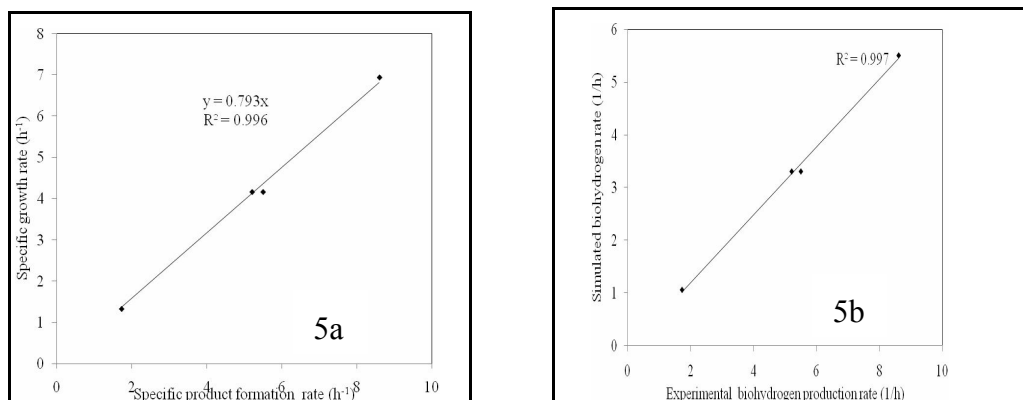 8
7
6
5
4
3
2
1
0
0 2 4 6 8 10
Specific growth rate (h-1)
y = 0.793x
R² = 0.996
5a
Specific product formation rate (h-1)
6
5
4
3
2
1
0
0 2 4 6 8 10
Simulated biohydrogen rate (1/h)
R² = 0.997
5b
Experimental biohydrogen production rate (1/h)